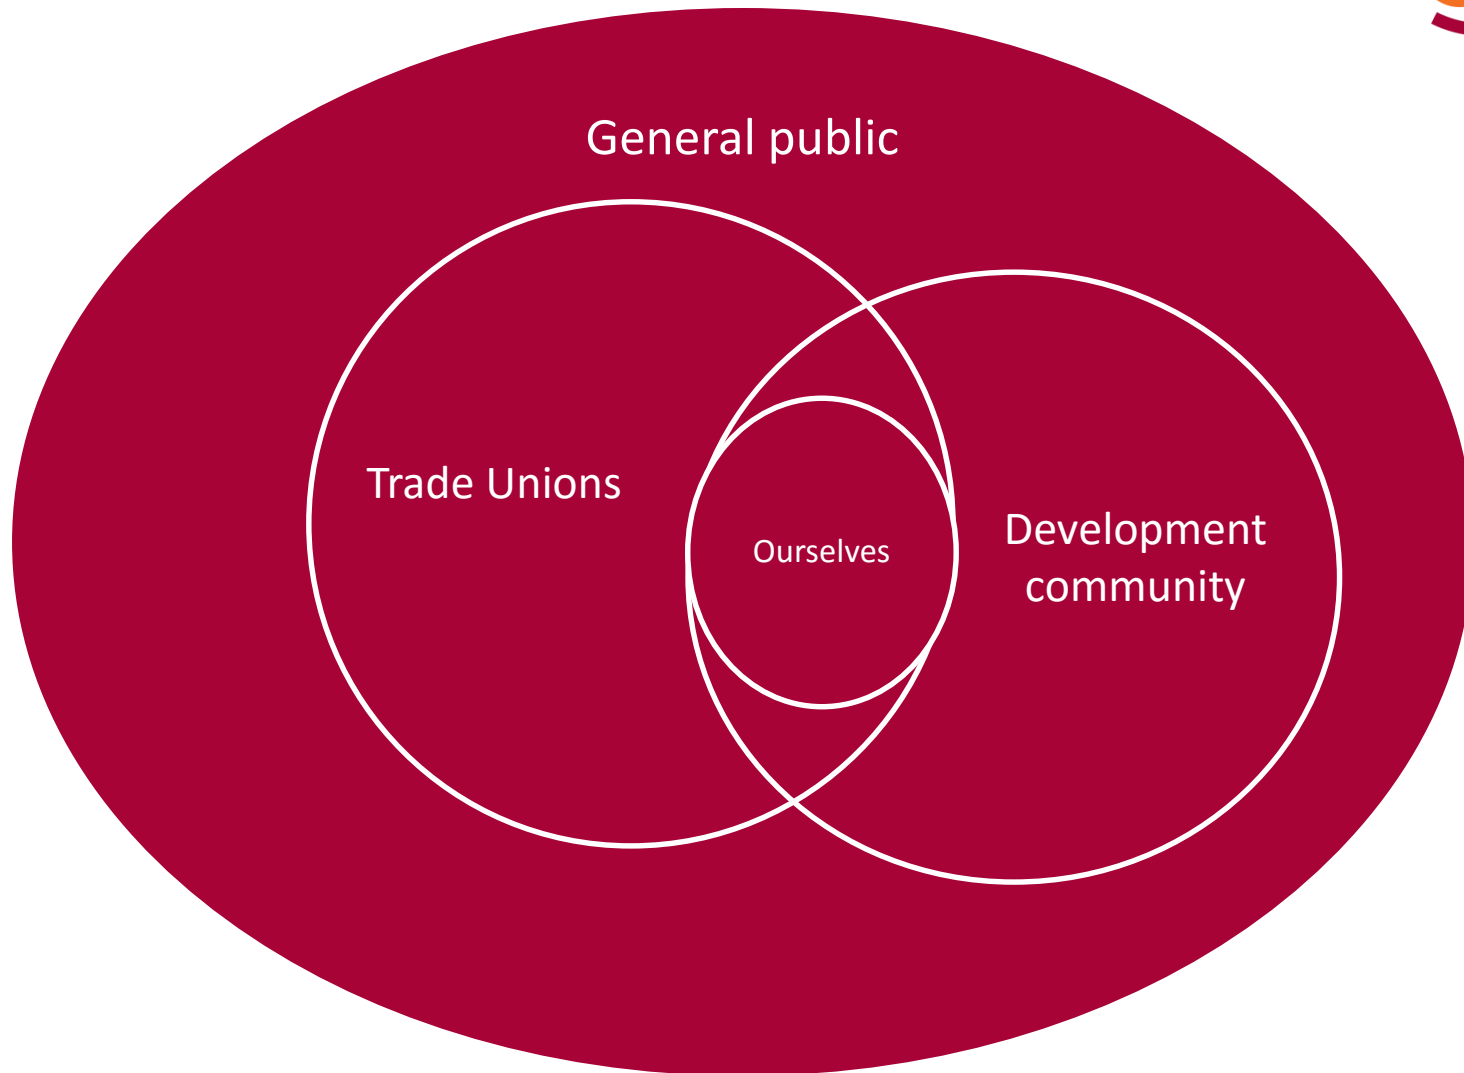 General public
Trade Unions
Ourselves
Development
community